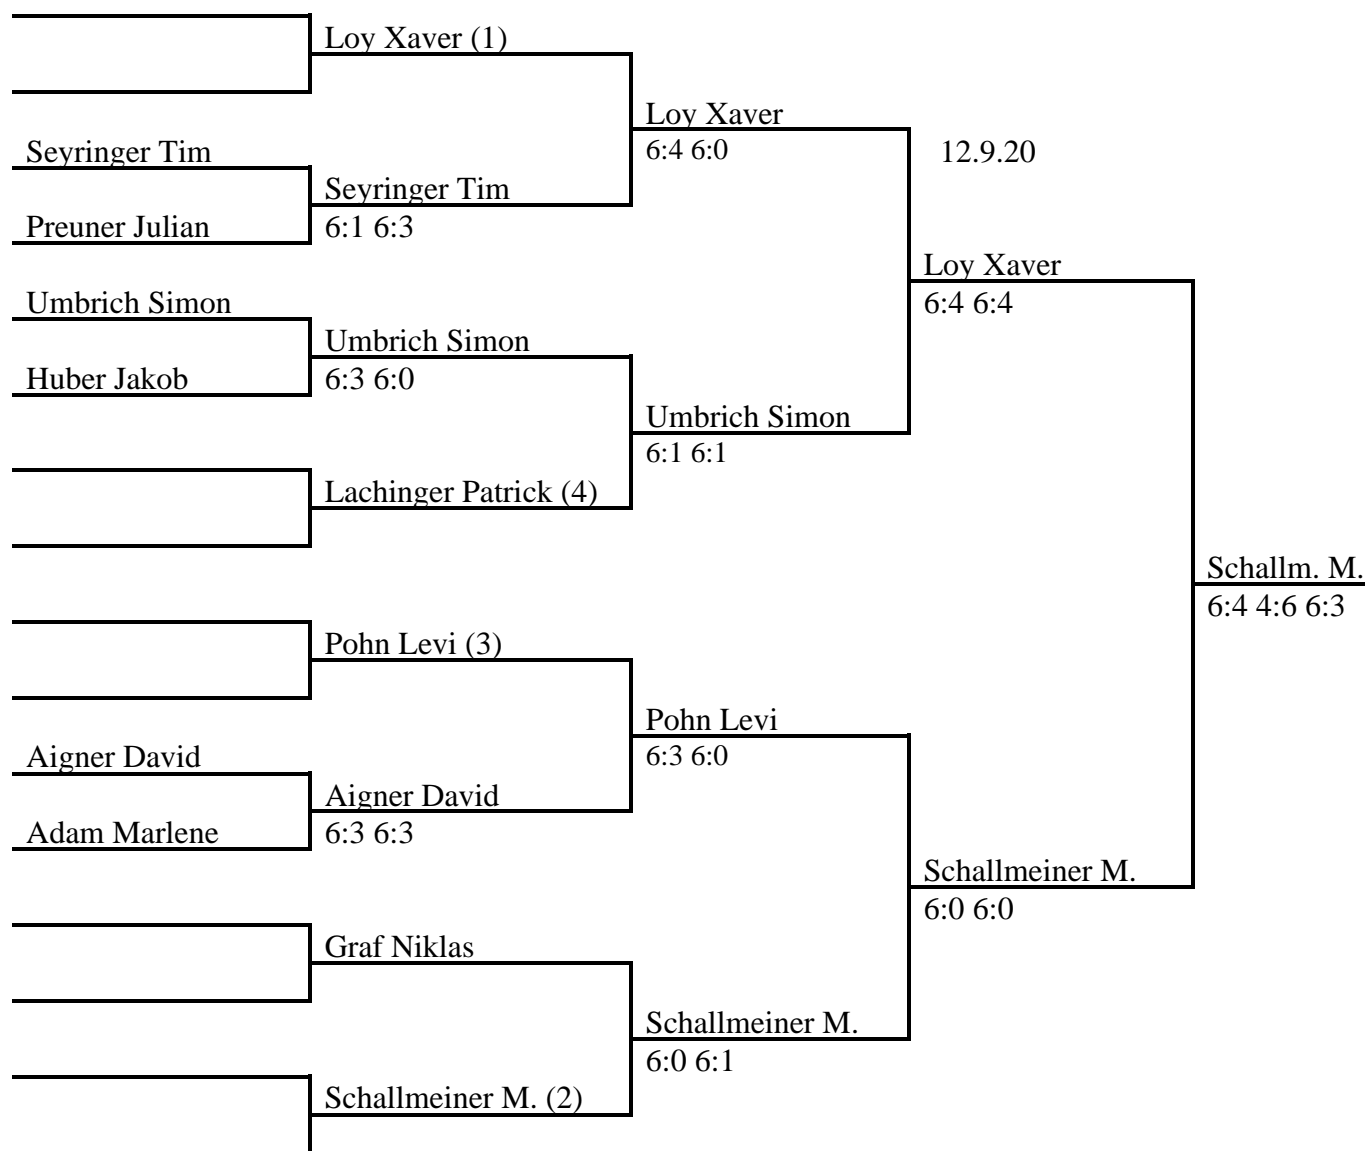 Loy Xaver (1)
Loy Xaver
6:4 6:0
12.9.20
Seyringer Tim
Seyringer Tim
Preuner Julian
6:1 6:3
Loy Xaver
6:4 6:4
Umbrich Simon
Umbrich Simon
Huber Jakob
6:3 6:0
Umbrich Simon
6:1 6:1
Lachinger Patrick (4)
Schallm. M.
6:4 4:6 6:3
Pohn Levi (3)
Pohn Levi
6:3 6:0
Aigner David
Aigner David
Adam Marlene
6:3 6:3
Schallmeiner M.
6:0 6:0
Graf Niklas
Schallmeiner M.
6:0 6:1
Schallmeiner M. (2)